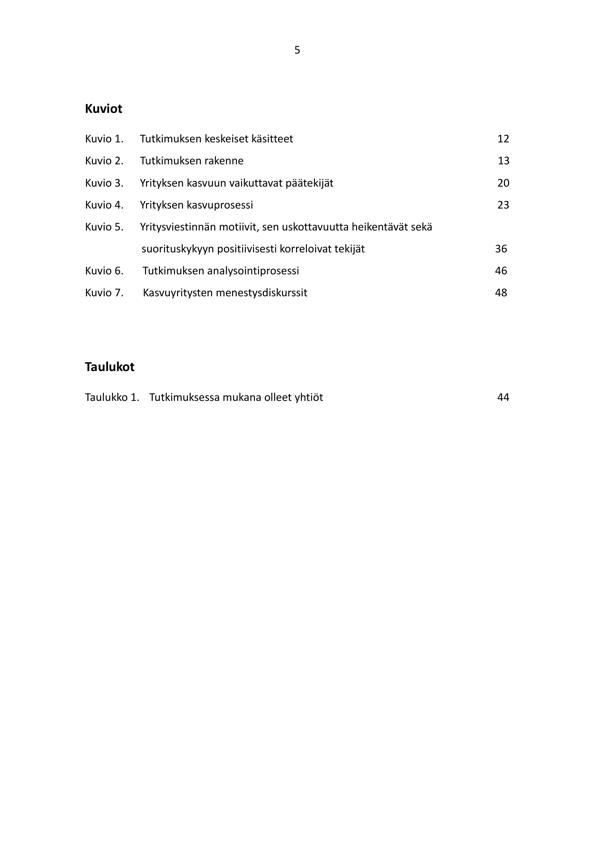 5
Kuviot
Kuvio 1. Tutkimuksen keskeiset käsitteet 12
Kuvio 2. Tutkimuksen rakenne 13
Kuvio 3. Yrityksen kasvuun vaikuttavat päätekijät 20
Kuvio 4. Yrityksen kasvuprosessi 23
Kuvio 5. Yritysviestinnän motiivit, sen uskottavuutta heikentävät sekä
suorituskykyyn positiivisesti korreloivat tekijät 36
Kuvio 6. Tutkimuksen analysointiprosessi 46
Kuvio 7. Kasvuyritysten menestysdiskurssit 48
Taulukot
Taulukko 1. Tutkimuksessa mukana olleet yhtiöt 44